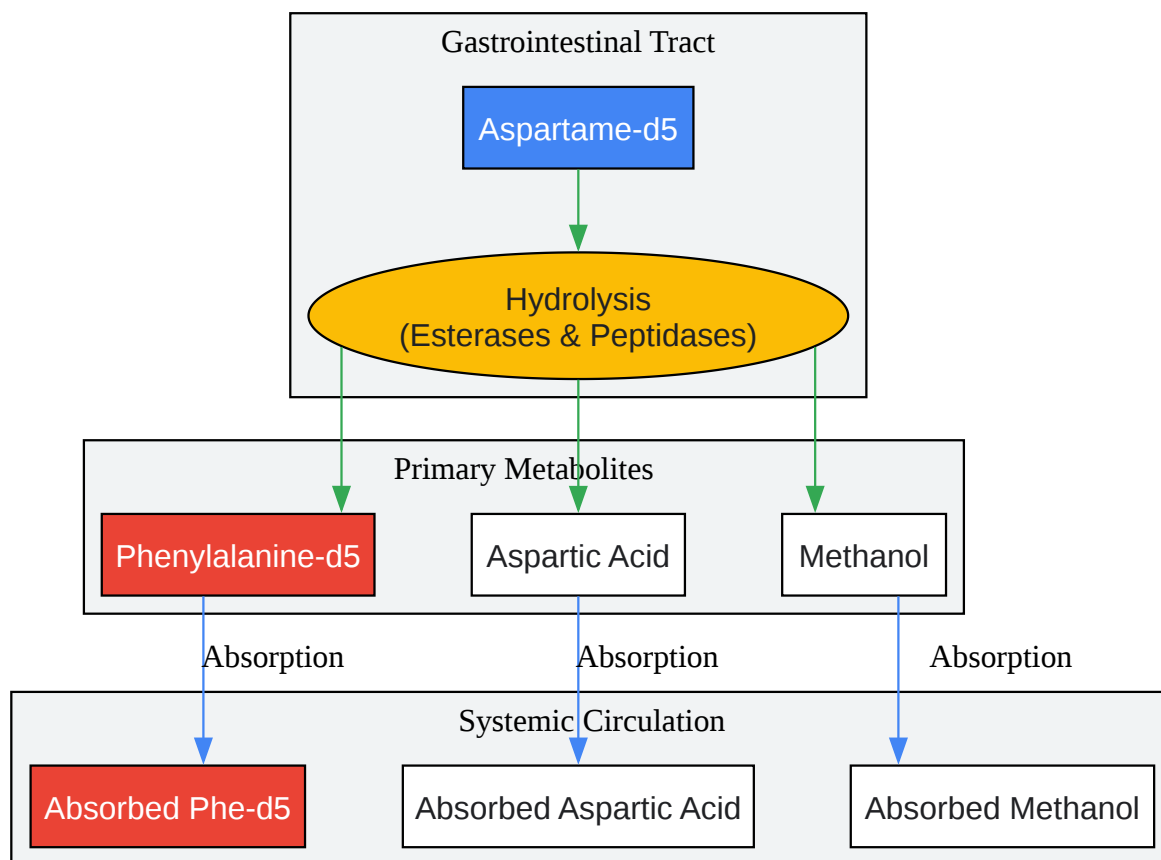 Gastrointestinal Tract
Aspartame-d5
Hydrolysis
(Esterases & Peptidases)
Primary Metabolites
Phenylalanine-d5
Aspartic Acid
Methanol
Absorption
Absorption
Absorption
Systemic Circulation
Absorbed Phe-d5
Absorbed Aspartic Acid
Absorbed Methanol